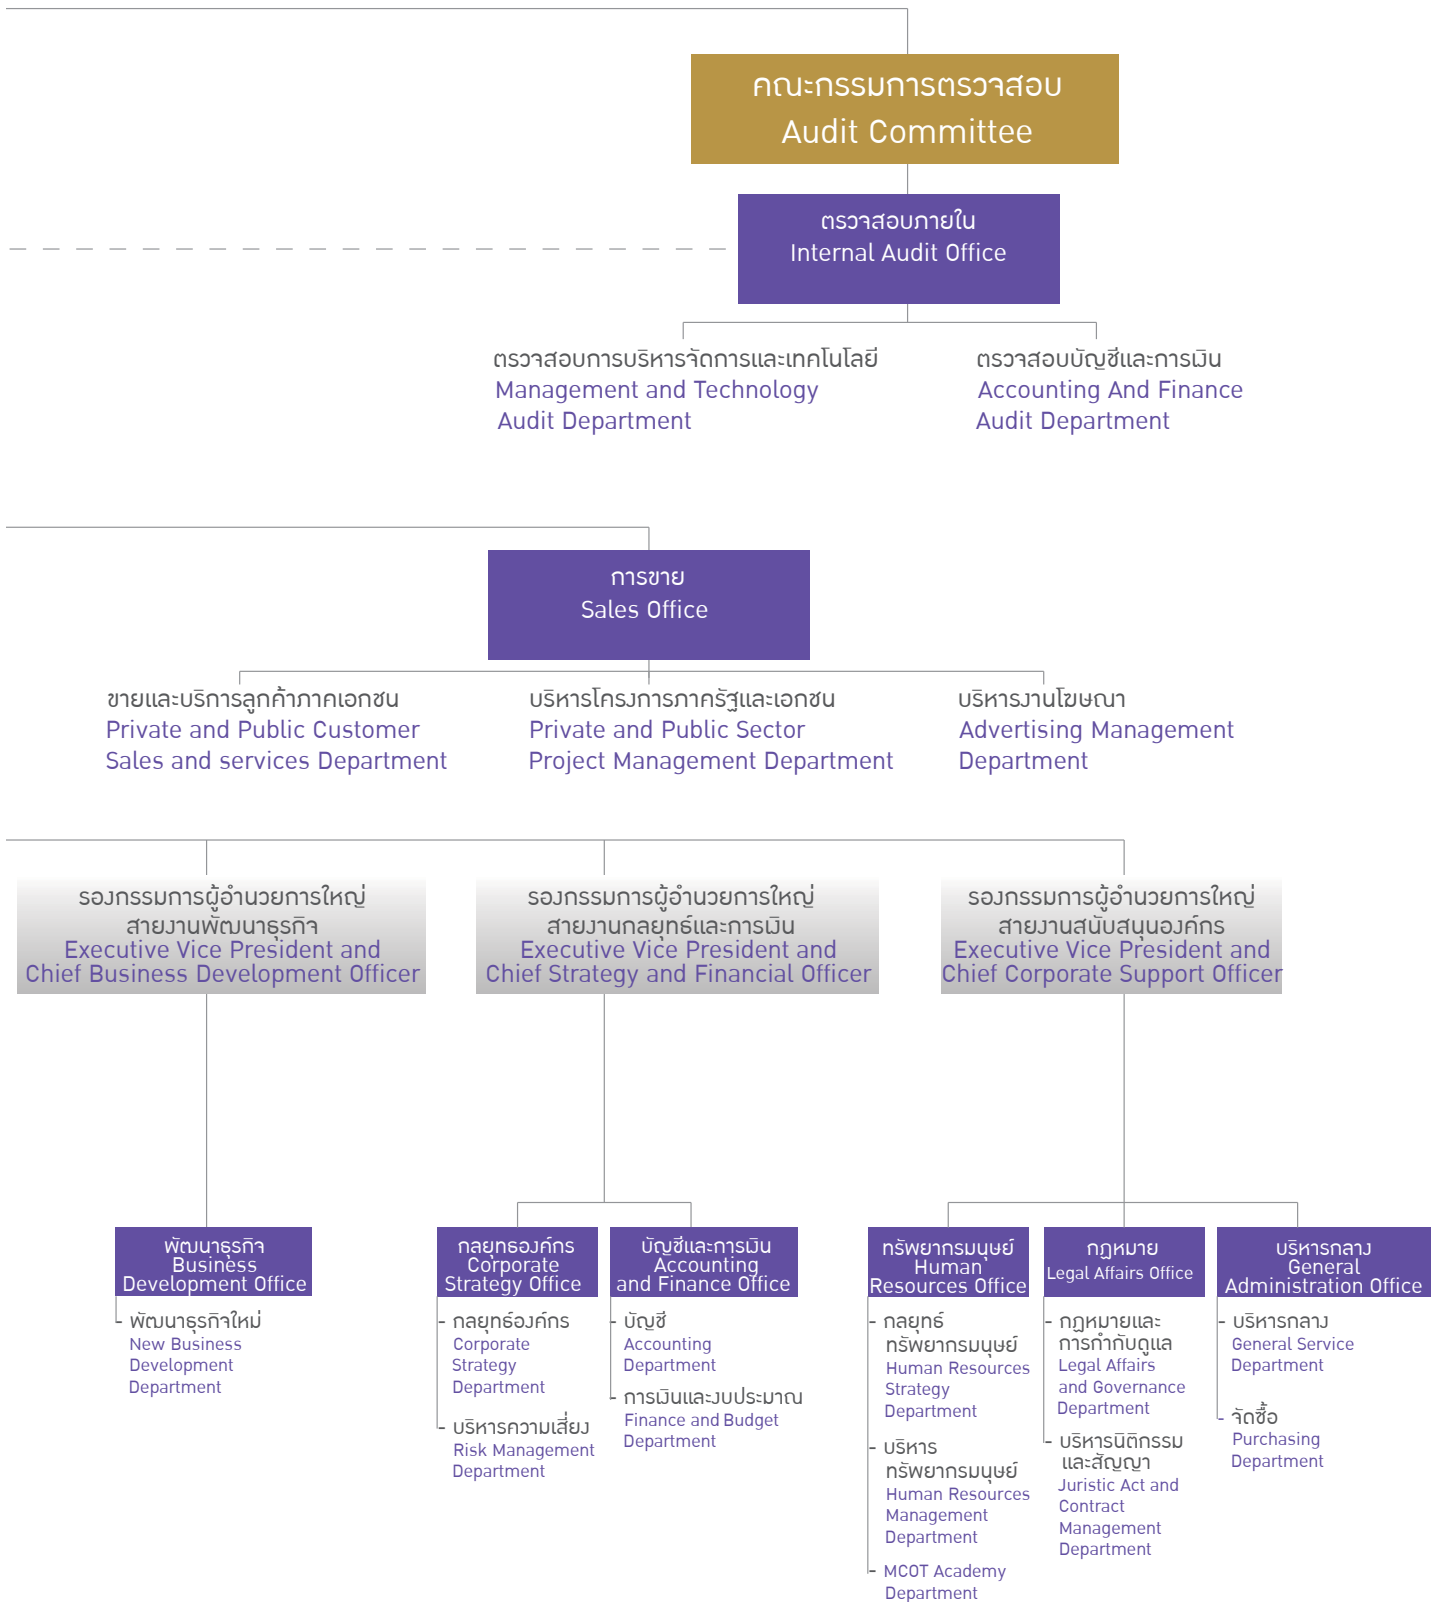 คณะกรรมการตรวจสอบ
Audit Committee
ตรวจสอบภายใน
Internal Audit Office
ตรวจสอบการบริหารจัดการและเทคโนโลยี
Management and Technology
Audit Department
ตรวจสอบบัญชีและการเงิน
Accounting And Finance
Audit Department
การขาย
Sales Office
ขายและบริการลูกค้าภาคเอกชน
Private and Public Customer
Sales and services Department
บริหารโครงการภาครัฐและเอกชน
Private and Public Sector
Project Management Department
บริหารงานโฆษณา
Advertising Management
Department
รองกรรมการผู้อำนวยการใหญ่
สายงานพัฒนาธุรกิจ
Executive Vice President and
Chief Business Development Officer
รองกรรมการผู้อำนวยการใหญ่
สายงานกลยุทธ์และการเงิน
Executive Vice President and
Chief Strategy and Financial Officer
รองกรรมการผู้อำนวยการใหญ่
สายงานสนับสนุนองค์กร
Executive Vice President and
Chief Corporate Support Officer
พัฒนาธุรกิจ
Business
Development Office
- พัฒนาธุรกิจใหม่
New Business
Development
Department
กลยุทธองค์กร
Corporate
Strategy Office
- กลยุทธ์องค์กร
Corporate
Strategy
Department
- บริหารความเสี่ยง
Risk Management
Department
บัญชีและการเงิน
Accounting
and Finance Office
- บัญชี
Accounting
Department
- การเงินและงบประมาณ
Finance and Budget
Department
ทรัพยากรมนุษย์
Human
Resources Office
- กลยุทธ์
ทรัพยากรมนุษย์
Human Resources
Strategy
Department
- บริหาร
ทรัพยากรมนุษย์
Human Resources
Management
Department
- MCOT Academy
Department
กฎหมาย
Legal Affairs Office
- กฎหมายและ
การกำกับดูแล
Legal Affairs
and Governance
Department
- บริหารนิติกรรม
และสัญญา
Juristic Act and
Contract
Management
Department
บริหารกลาง
General
Administration Office
- บริหารกลาง
General Service
Department
- จัดซื้อ
Purchasing
Department